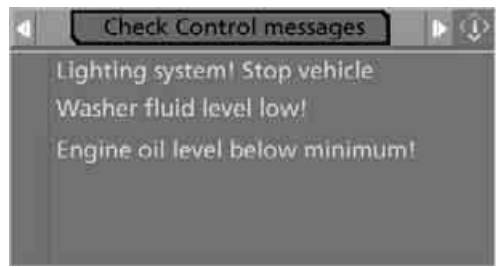 Check Control messages
Lighting system! Stop vehicle
Washer fluid level low!
Engine oil level below minimum!